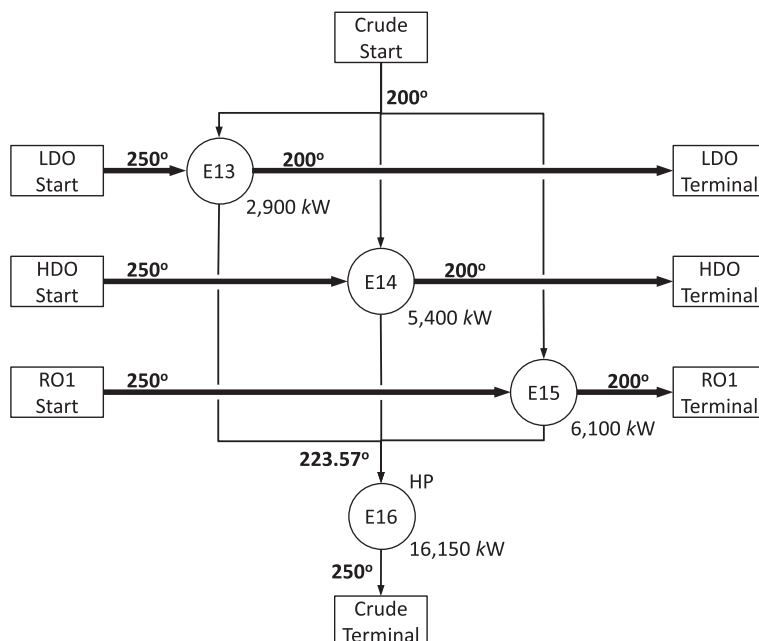 Crude
Start
200°
LDO
Start
250°
E13
200°
LDO
Terminal
2,900 kW
HDO
Start
250°
E14
200°
HDO
Terminal
5,400 kW
RO1
Start
250°
E15
200°
RO1
Terminal
6,100 kW
223.57°
HP
E16
16,150 kW
250°
Crude
Terminal